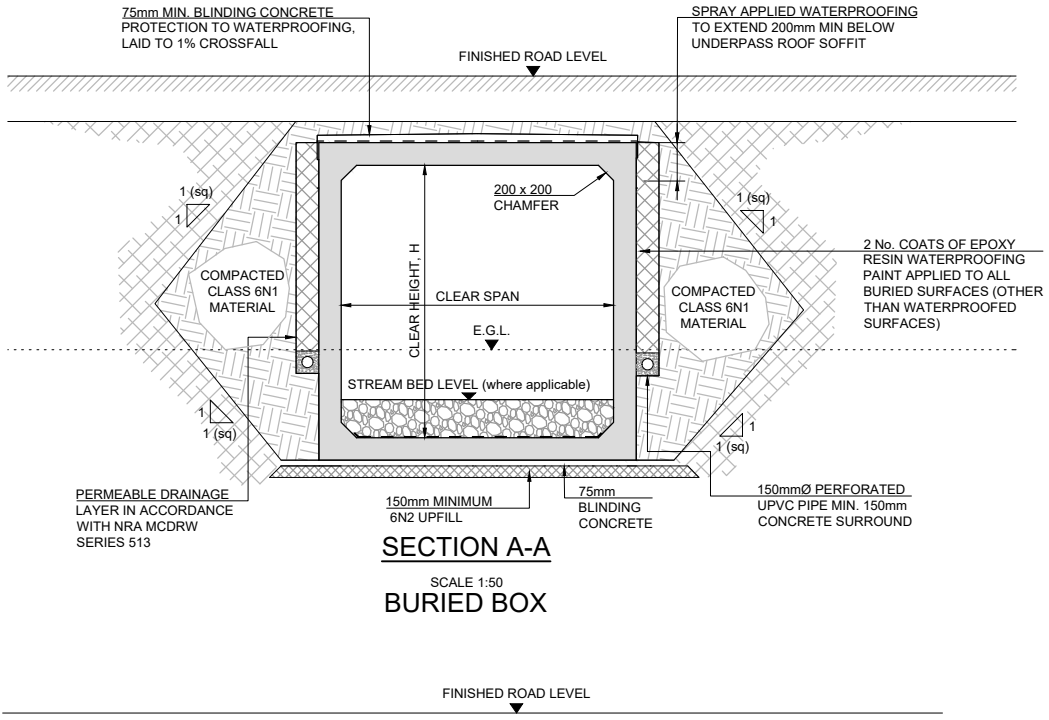 75mm MIN. BLINDING CONCRETE
PROTECTION TO WATERPROOFING,
LAID TO 1% CROSSFALL
SPRAY APPLIED WATERPROOFING
TO EXTEND 200mm MIN BELOW
UNDERPASS ROOF SOFFIT
FINISHED ROAD LEVEL
1 (sq)
1
200 x 200
CHAMFER
1 (sq)
1
2 No. COATS OF EPOXY
RESIN WATERPROOFING
PAINT APPLIED TO ALL
BURIED SURFACES (OTHER
THAN WATERPROOFED
SURFACES)
COMPACTED
CLASS 6N1
MATERIAL
CLEAR HEIGHT, H
CLEAR SPAN
COMPACTED
CLASS 6N1
MATERIAL
E.G.L.
STREAM BED LEVEL (where applicable)
1
1 (sq)
1
1 (sq)
PERMEABLE DRAINAGE
LAYER IN ACCORDANCE
WITH NRA MCDRW
SERIES 513
150mm MINIMUM
6N2 UPFILL
75mm
BLINDING
CONCRETE
150mmØ PERFORATED
UPVC PIPE MIN. 150mm
CONCRETE SURROUND
SECTION A-A
SCALE 1:50
BURIED BOX
FINISHED ROAD LEVEL